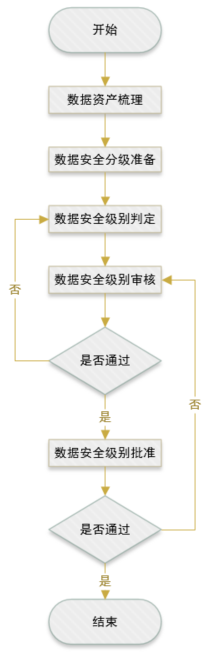 开始
数据资产梳理
数据安全分级准备
数据安全级别判定
数据安全级别审核
否
是否通过
否
是
数据安全级别批准
是否通过
是
结束